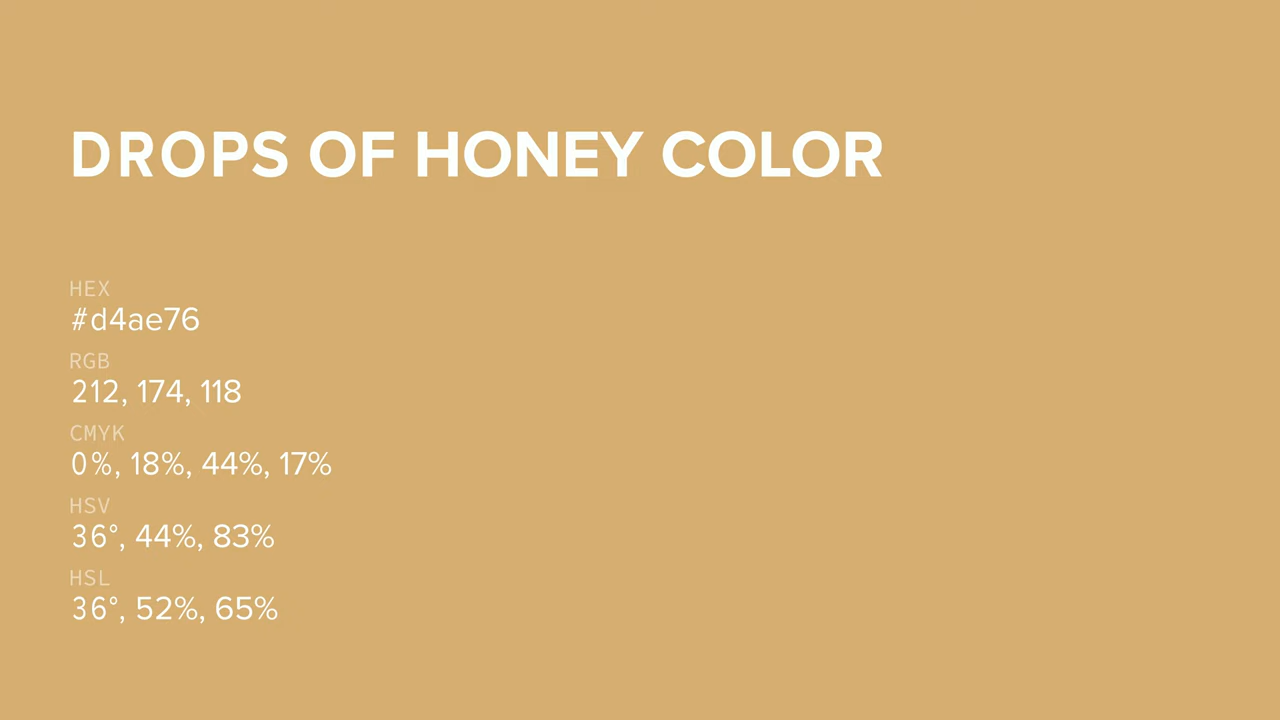 DROPS OF HONEY COLOR
HEX
#d4ae76
RGB
212, 174, 118
CMYK
0%, 18%, 44%, 17%
HSV
36°, 44%, 83%
HSL
36°, 52%, 65%